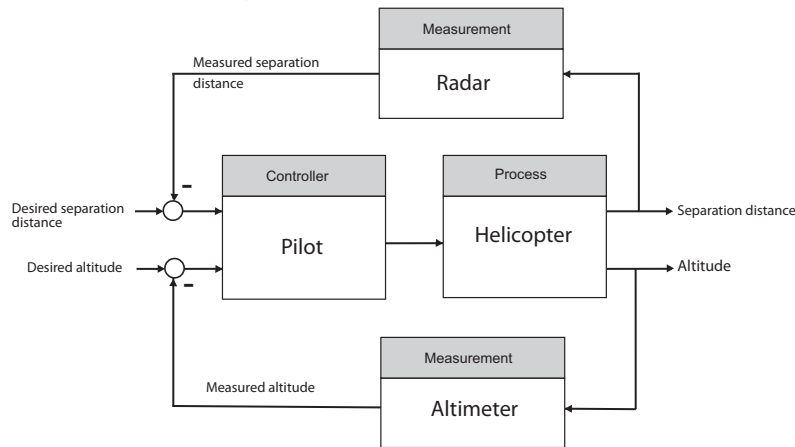 Measurement
Measured separation
distance
Radar
Controller
Process
Desired separation
distance
Separation distance
Pilot
Helicopter
Desired altitude
Altitude
Measurement
Measured altitude
Altimeter